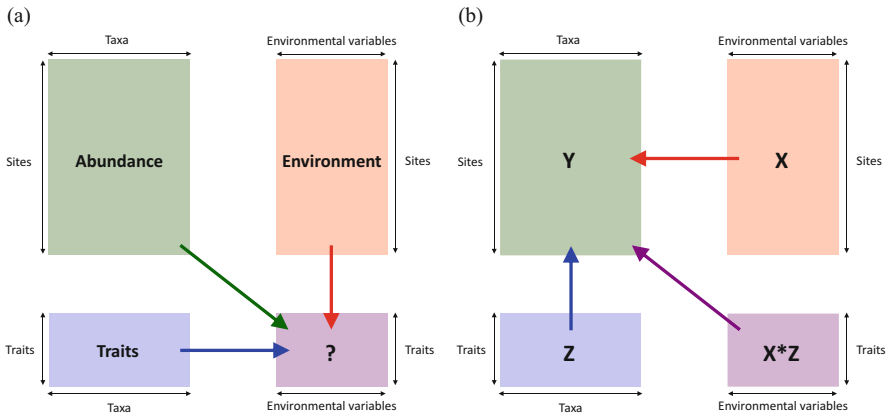 (a)
Taxa
Environmental variables
Sites
Abundance
Environment
Sites
Traits
Traits
?
Traits
Taxa
Environmental variables
(b)
Taxa
Environmental variables
Sites
Y
X
Sites
Traits
Z
X*Z
Traits
Taxa
Environmental variables